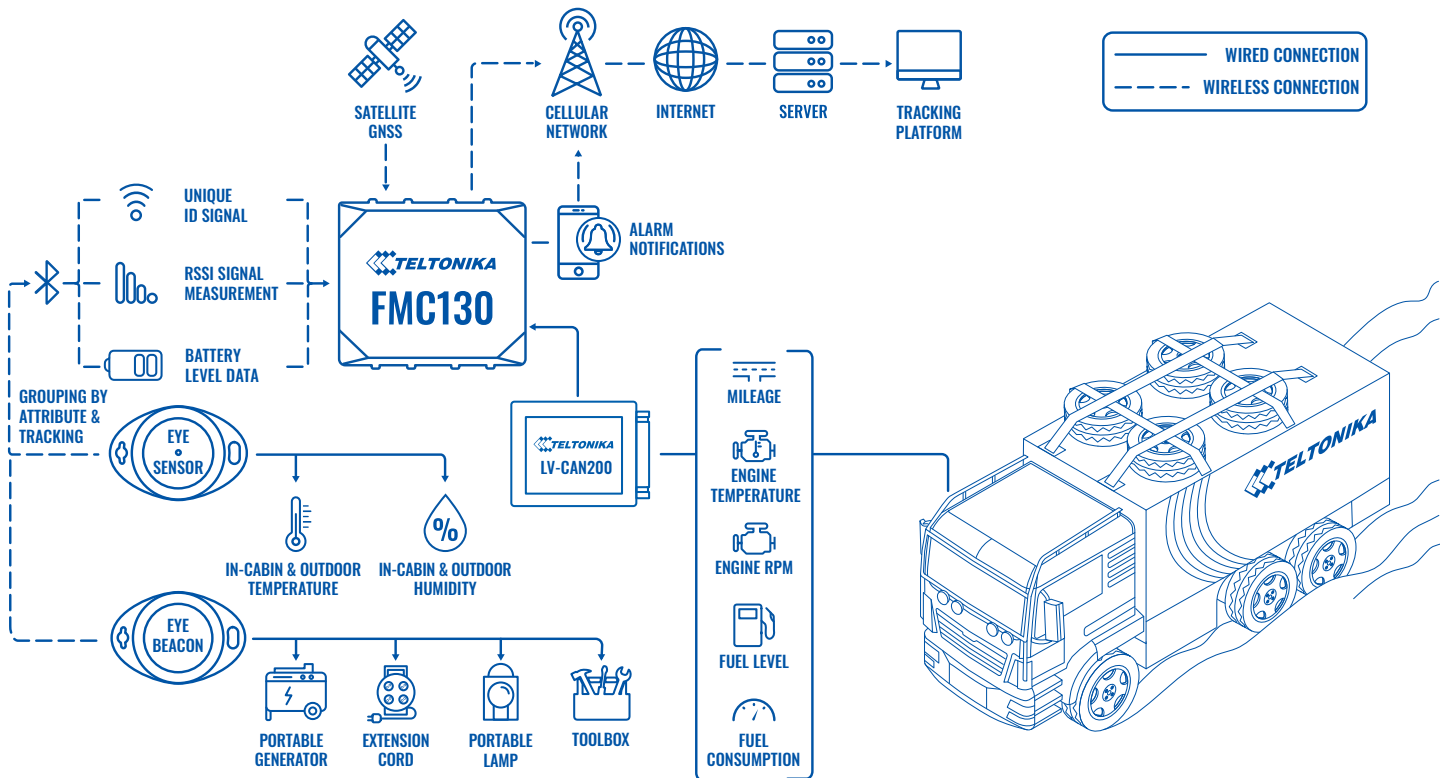 WIRED CONNECTION
WIRELESS CONNECTION
SATELLITE
GNSS
CELLULAR
NETWORK
INTERNET
SERVER
TRACKING
PLATFORM
UNIQUE
ID SIGNAL
RSSI SIGNAL
MEASUREMENT
BATTERY
LEVEL DATA
TELTONIKA
FMC130
ALARM
NOTIFICATIONS
GROUPING BY
ATTRIBUTE &
TRACKING
EYE
SENSOR
IN-CABIN & OUTDOOR
TEMPERATURE
%
IN-CABIN & OUTDOOR
HUMIDITY
TELTONIKA
LV-CAN200
EYE
BEACON
PORTABLE
GENERATOR
EXTENSION
CORD
PORTABLE
LAMP
TOOLBOX
MILEAGE
ENGINE
TEMPERATURE
ENGINE RPM
FUEL LEVEL
FUEL
CONSUMPTION
TELTONIKA